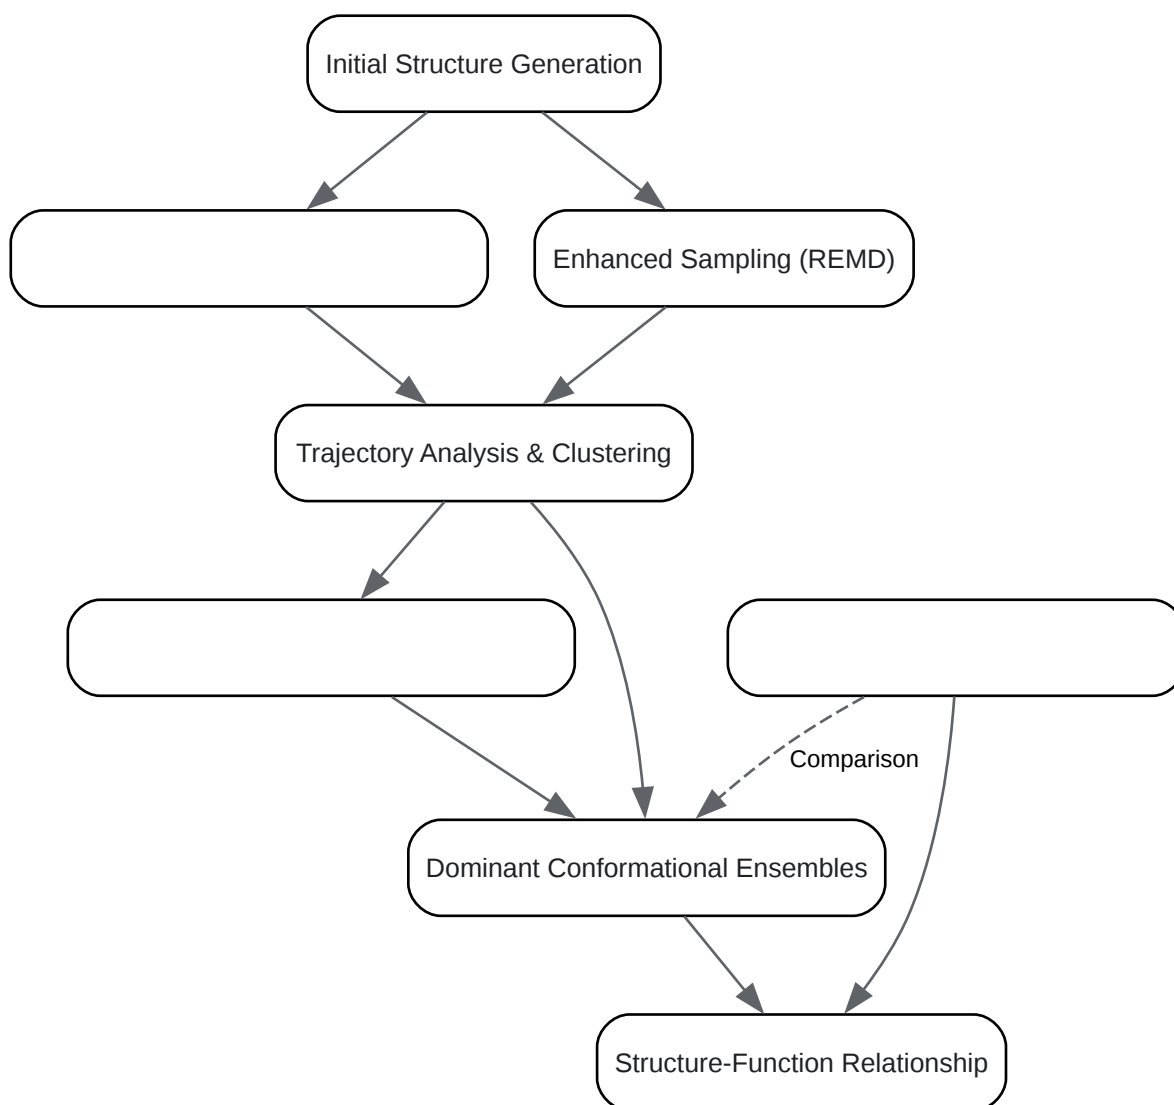 Initial Structure Generation
Enhanced Sampling (REMD)
Trajectory Analysis & Clustering
Comparison
Dominant Conformational Ensembles
Structure-Function Relationship